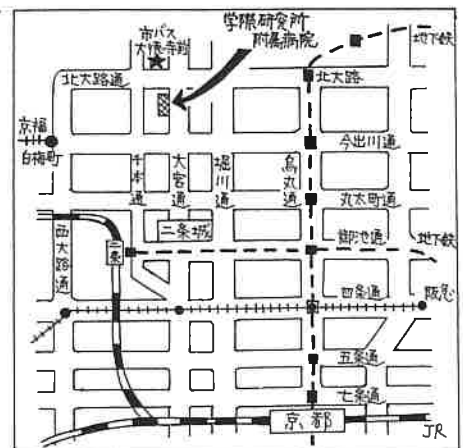 市バス
大徳寺前
学際研究所
附属病院
地下鉄
北大路通
北大路
京福
白梅町
今出川通
千本通
大宮通
堀川通
烏丸通
丸太町通
西大路通
二条城
御池通
地下鉄
二条
四条通
阪急
五条通
七条通
京都
JR